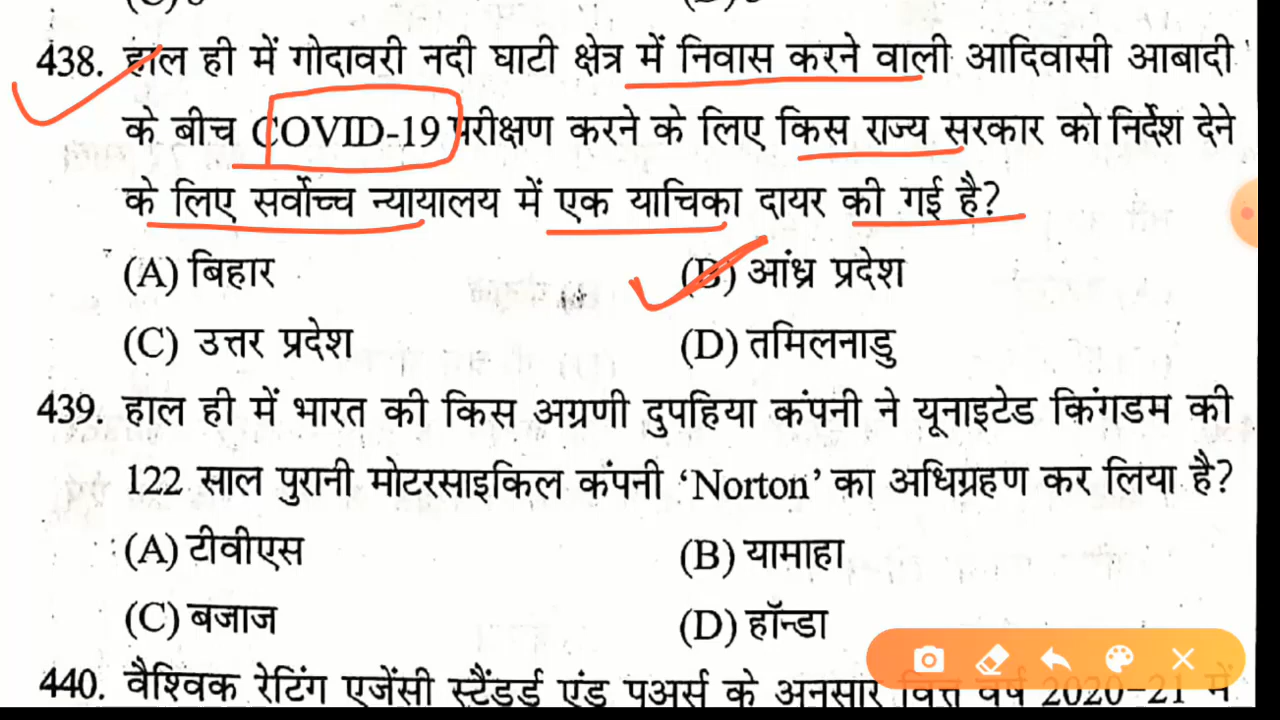 438. हाल ही में गोदावरी नदी घाटी क्षेत्र में निवास करने वाली आदिवासी आबादी
के बीच COVID-19 परीक्षण करने के लिए किस राज्य सरकार को निर्देश देने
के लिए सर्वोच्च न्यायालय में एक याचिका दायर की गई है?
(A) बिहार (B) आंध्र प्रदेश
(C) उत्तर प्रदेश (D) तमिलनाडु
439. हाल ही में भारत की किस अग्रणी दुपहिया कंपनी ने यूनाइटेड किंगडम की
122 साल पुरानी मोटरसाइकिल कंपनी ‘Norton’ का अधिग्रहण कर लिया है?
(A) टीवीएस (B) यामाहा
(C) बजाज (D) हॉन्डा
440. वैश्विक रेटिंग एजेंसी स्टैंडर्ड एंड पुअर्स के अनुसार वित्त वर्ष 2020-21 में